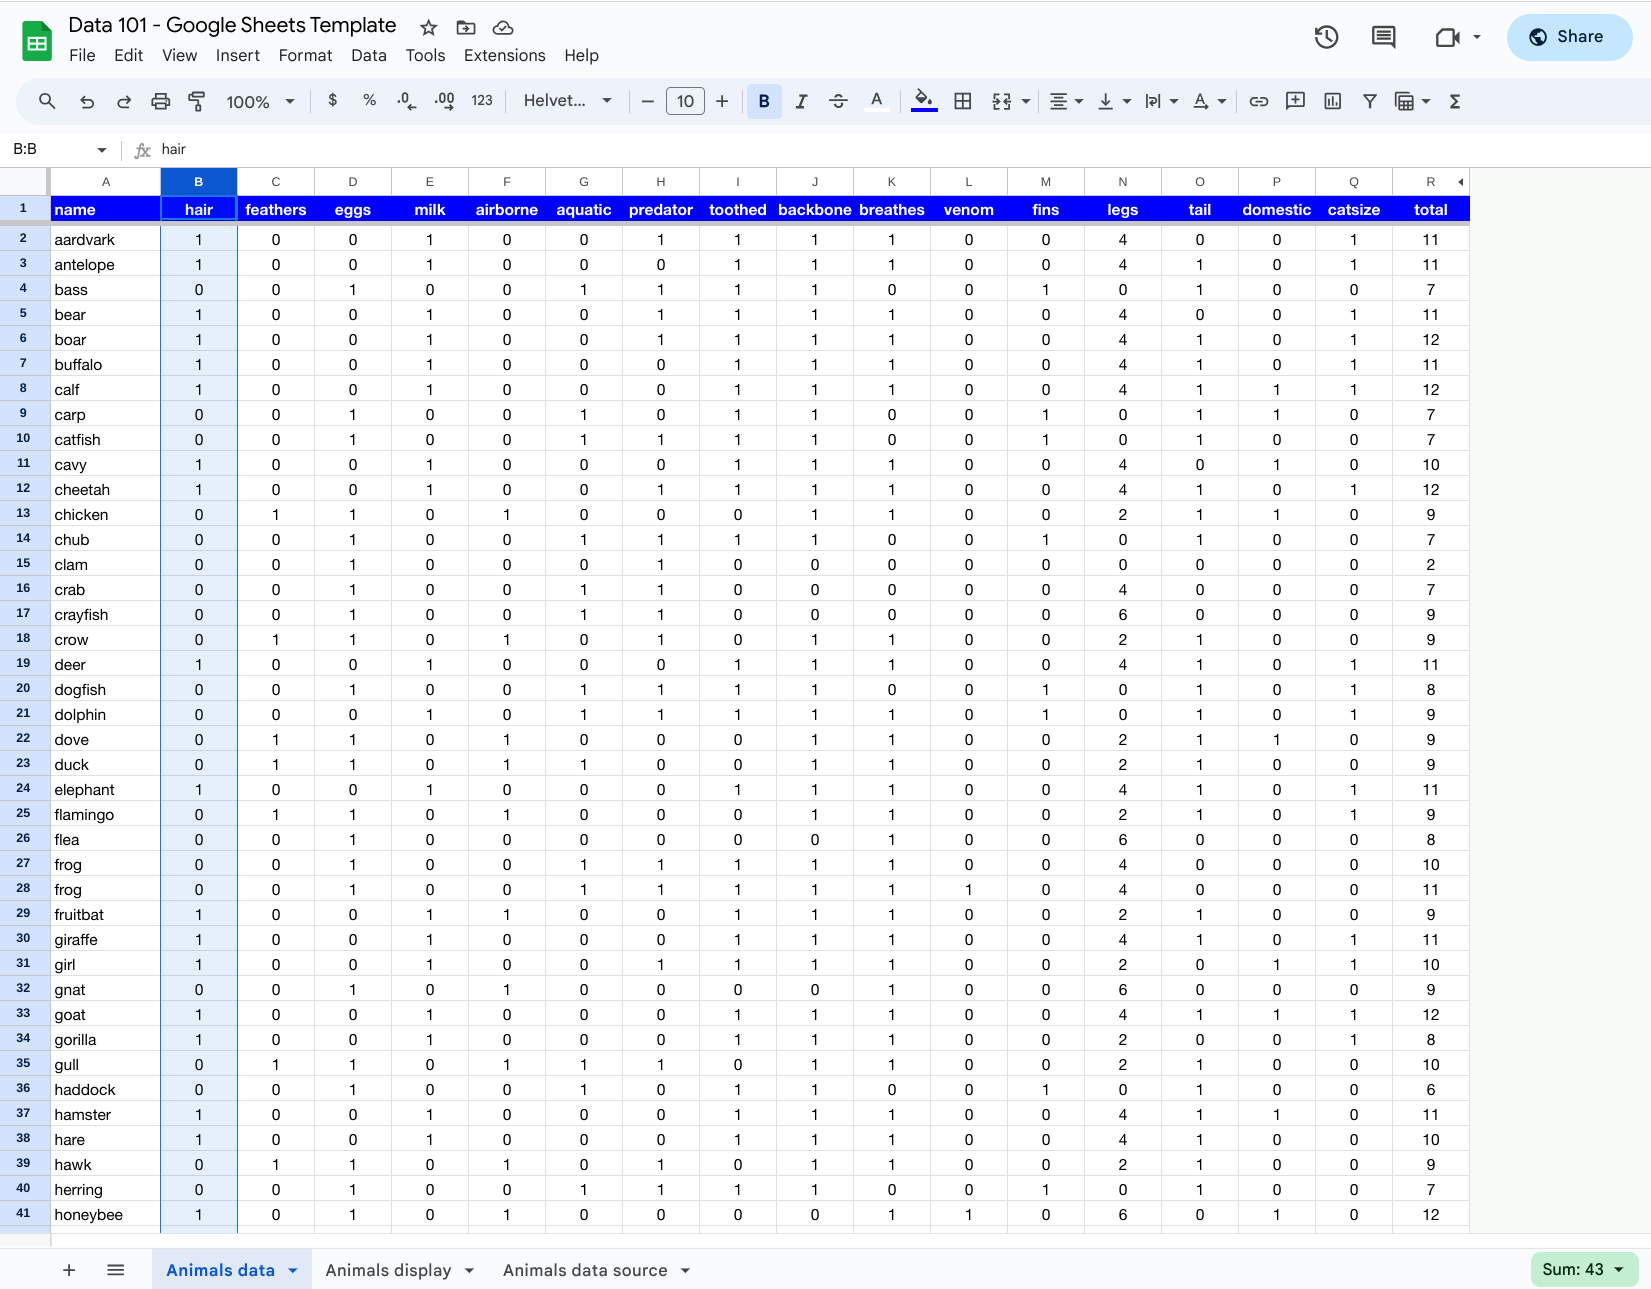 Data 101 - Google Sheets Template
File Edit View Insert Format Data Tools Extensions Help
Share
100% $ % .0 .00 123 Helvet... 10 B I A A Σ
B:B fx hair
A B C D E F G H I J K L M N O P Q R
1 name hair feathers eggs milk airborne aquatic predator toothed backbone breathes venom fins legs tail domestic catsize total
2 aardvark 1 0 0 1 0 0 1 1 1 1 0 0 4 0 0 1 11
3 antelope 1 0 0 1 0 0 0 1 1 1 0 0 4 1 0 1 11
4 bass 0 0 1 0 0 1 1 1 1 0 0 1 0 1 0 0 7
5 bear 1 0 0 1 0 0 1 1 1 1 0 0 4 0 0 1 11
6 boar 1 0 0 1 0 0 1 1 1 1 0 0 4 1 0 1 12
7 buffalo 1 0 0 1 0 0 0 1 1 1 0 0 4 1 0 1 11
8 calf 1 0 0 1 0 0 0 1 1 1 0 0 4 1 1 1 12
9 carp 0 0 1 0 0 1 0 1 1 0 0 1 0 1 1 0 7
10 catfish 0 0 1 0 0 1 1 1 1 0 0 1 0 1 0 0 7
11 cavy 1 0 0 1 0 0 0 1 1 1 0 0 4 0 1 0 10
12 cheetah 1 0 0 1 0 0 1 1 1 1 0 0 4 1 0 1 12
13 chicken 0 1 1 0 1 0 0 0 1 1 0 0 2 1 1 0 9
14 chub 0 0 1 0 0 1 1 1 1 0 0 1 0 1 0 0 7
15 clam 0 0 1 0 0 0 1 0 0 0 0 0 0 0 0 0 2
16 crab 0 0 1 0 0 1 1 0 0 0 0 0 4 0 0 0 7
17 crayfish 0 0 1 0 0 1 1 0 0 0 0 0 6 0 0 0 9
18 crow 0 1 1 0 1 0 1 0 1 1 0 0 2 1 0 0 9
19 deer 1 0 0 1 0 0 0 1 1 1 0 0 4 1 0 1 11
20 dogfish 0 0 1 0 0 1 1 1 1 0 0 1 0 1 0 1 8
21 dolphin 0 0 0 1 0 1 1 1 1 1 0 1 0 1 0 1 9
22 dove 0 1 1 0 1 0 0 0 1 1 0 0 2 1 1 0 9
23 duck 0 1 1 0 1 1 0 0 1 1 0 0 2 1 0 0 9
24 elephant 1 0 0 1 0 0 0 1 1 1 0 0 4 1 0 1 11
25 flamingo 0 1 1 0 1 0 0 0 1 1 0 0 2 1 0 1 9
26 flea 0 0 1 0 0 0 0 0 0 1 0 0 6 0 0 0 8
27 frog 0 0 1 0 0 1 1 1 1 1 0 0 4 0 0 0 10
28 frog 0 0 1 0 0 1 1 1 1 1 1 0 4 0 0 0 11
29 fruitbat 1 0 0 1 1 0 0 1 1 1 0 0 2 1 0 0 9
30 giraffe 1 0 0 1 0 0 0 1 1 1 0 0 4 1 0 1 11
31 girl 1 0 0 1 0 0 1 1 1 1 0 0 2 0 1 1 10
32 gnat 0 0 1 0 1 0 0 0 0 1 0 0 6 0 0 0 9
33 goat 1 0 0 1 0 0 0 1 1 1 0 0 4 1 1 1 12
34 gorilla 1 0 0 1 0 0 0 1 1 1 0 0 2 0 0 1 8
35 gull 0 1 1 0 1 1 1 0 1 1 0 0 2 1 0 0 10
36 haddock 0 0 1 0 0 1 0 1 1 0 0 1 0 1 0 0 6
37 hamster 1 0 0 1 0 0 0 1 1 1 0 0 4 1 1 0 11
38 hare 1 0 0 1 0 0 0 1 1 1 0 0 4 1 0 0 10
39 hawk 0 1 1 0 1 0 1 0 1 1 0 0 2 1 0 0 9
40 herring 0 0 1 0 0 1 1 1 1 0 0 1 0 1 0 0 7
41 honeybee 1 0 1 0 1 0 0 0 0 1 1 0 6 0 1 0 12
Animals data Animals display Animals data source Sum: 43